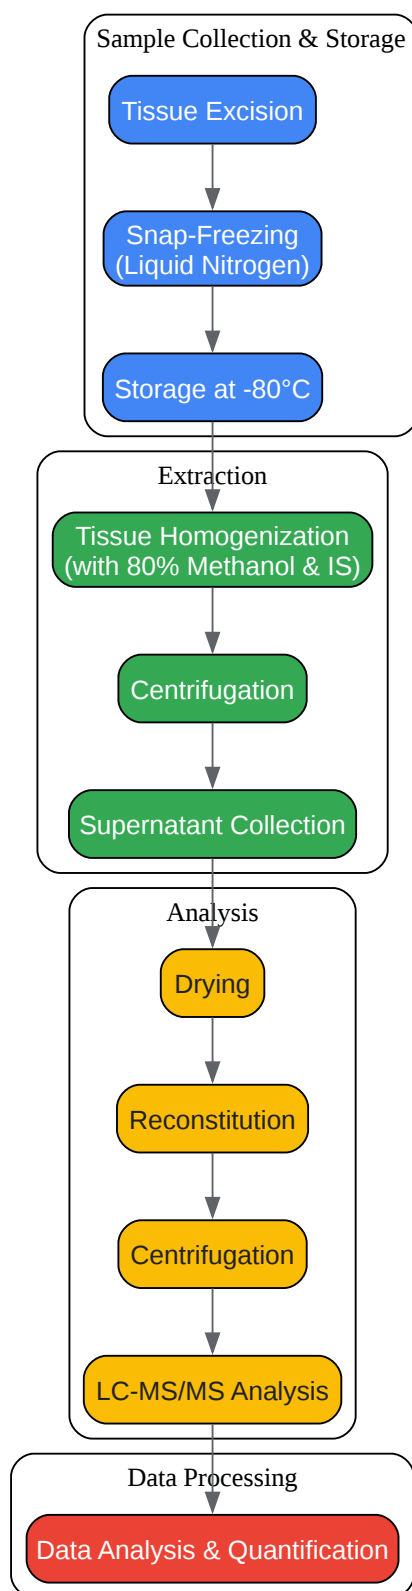 Sample Collection & Storage
Tissue Excision
Snap-Freezing
(Liquid Nitrogen)
Storage at -80°C
Extraction
Tissue Homogenization
(with 80% Methanol & IS)
Centrifugation
Supernatant Collection
Analysis
Drying
Reconstitution
Centrifugation
LC-MS/MS Analysis
Data Processing
Data Analysis & Quantification